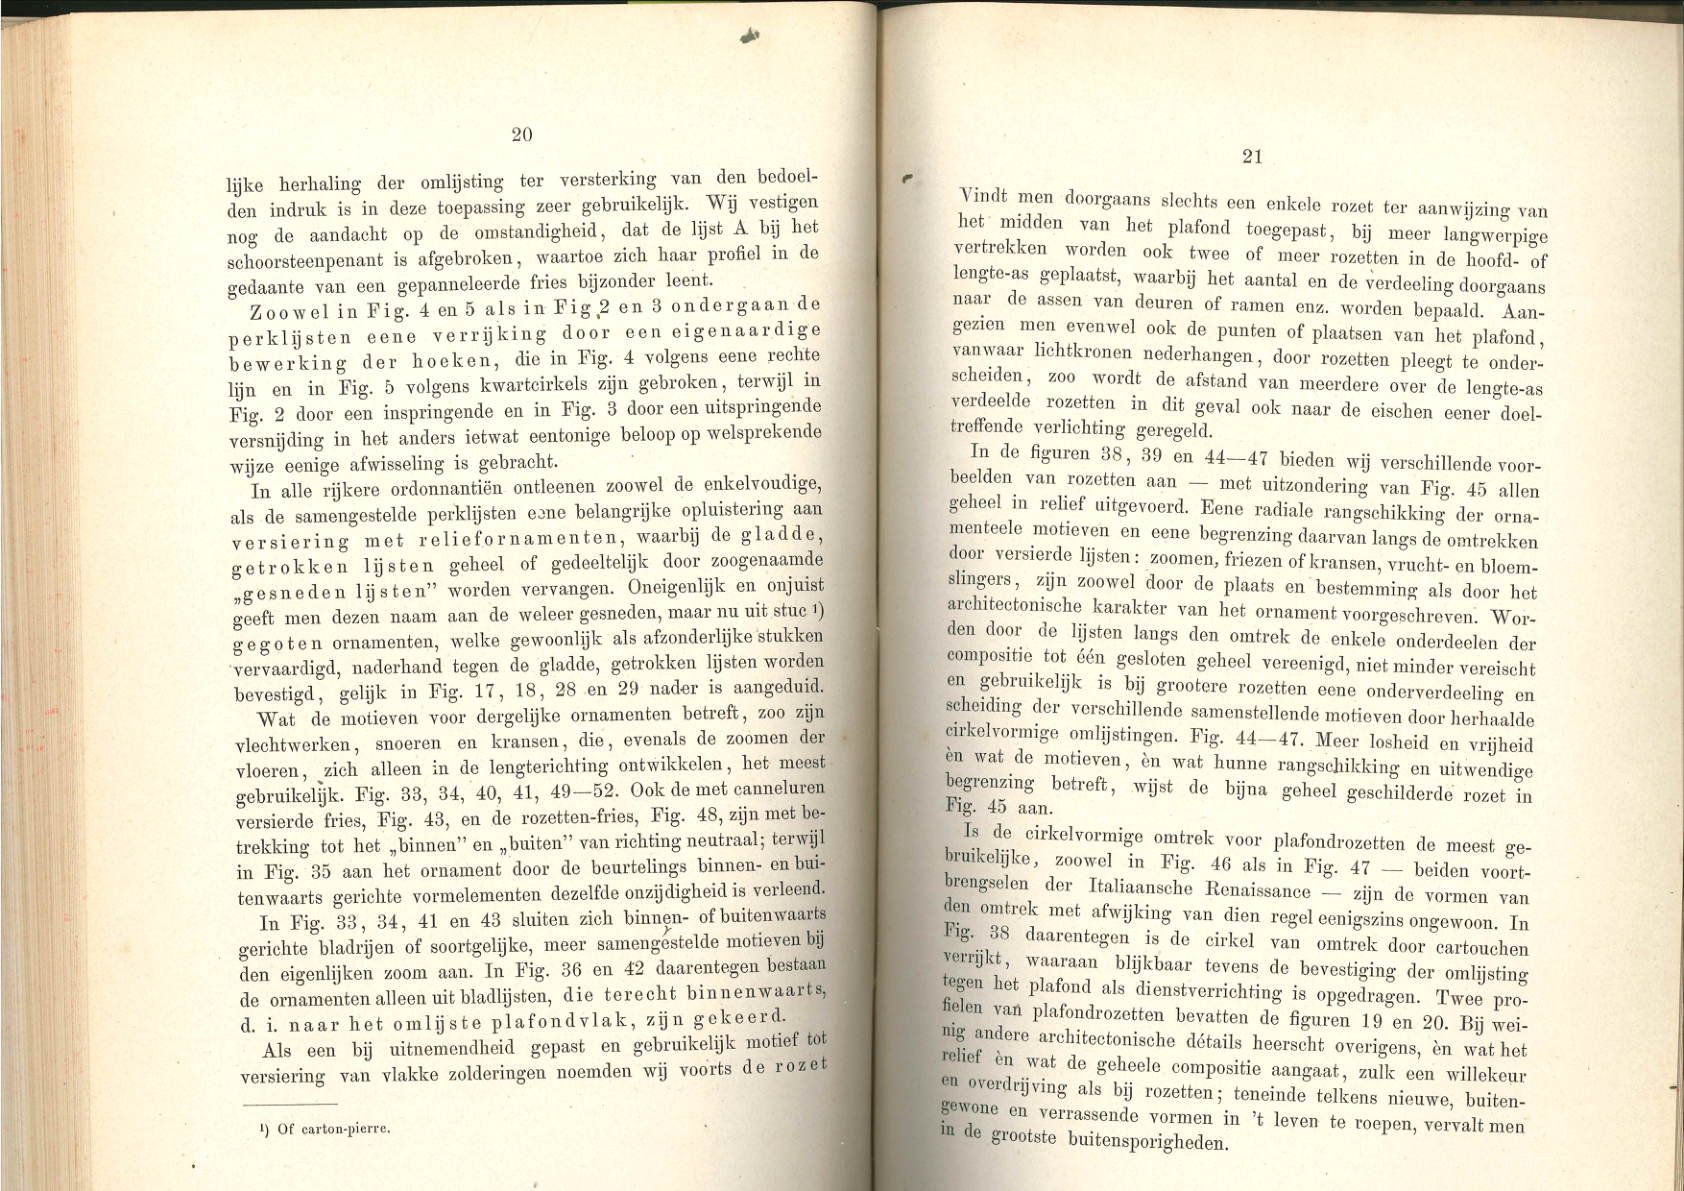 20
lijke herhaling der omlijsting ter versterking van den bedoel-
den indruk is in deze toepassing zeer gebruikelijk. Wij vestigen
nog de aandacht op de omstandigheid, dat de lijst A bij het
schoorsteenpenant is afgebroken, waartoe zich haar profiel in de
gedaante van een gepanneleerde fries bijzonder leent.
Zoowel in Fig. 4 en 5 als in Fig. 2 en 3 ondergaan de
perklijsten eene verrijking door een eigenaardige
bewerking der hoeken, die in Fig. 4 volgens eene rechte
lijn en in Fig. 5 volgens kwartcirkels zijn gebroken, terwijl in
Fig. 2 door een inspringende en in Fig. 3 door een uitspringende
versnijding in het anders ietwat eentonige beloop op welsprekende
wijze eenige afwisseling is gebracht.
In alle rijkere ordonnantiën ontleenen zoowel de enkelvoudige,
als de samengestelde perklijsten eene belangrijke opluistering aan
versiering met reliefornamenten, waarbij de gladde,
getrokken lijsten geheel of gedeeltelijk door zoogenaamde
„gesneden lijsten” worden vervangen. Oneigenlijk en onjuist
geeft men dezen naam aan de weleer gesneden, maar nu uit stuc ¹)
gegoten ornamenten, welke gewoonlijk als afzonderlijke stukken
vervaardigd, naderhand tegen de gladde, getrokken lijsten worden
bevestigd, gelijk in Fig. 17, 18, 28 en 29 nader is aangeduid.
Wat de motieven voor dergelijke ornamenten betreft, zoo zijn
vlechtwerken, snoeren en kransen, die, evenals de zoomen der
vloeren, zich alleen in de lengterichting ontwikkelen, het meest
gebruikelijk. Fig. 33, 34, 40, 41, 49—52. Ook de met canneluren
versierde fries, Fig. 43, en de rozetten-fries, Fig. 48, zijn met be-
trekking tot het „binnen” en „buiten” van richting neutraal; terwijl
in Fig. 35 aan het ornament door de beurtelings binnen- en bui-
tenwaarts gerichte vormelementen dezelfde onzijdigheid is verleend.
In Fig. 33, 34, 41 en 43 sluiten zich binnen- of buitenwaarts
gerichte bladrijen of soortgelijke, meer samengestelde motieven bij
den eigenlijken zoom aan. In Fig. 36 en 42 daarentegen bestaan
de ornamenten alleen uit bladlijsten, die terecht binnenwaarts,
d. i. naar het omlijste plafondvlak, zijn gekeerd.
Als een bij uitnemendheid gepast en gebruikelijk motief tot
versiering van vlakke zolderingen noemden wij voorts de rozet
¹) Of carton-pierre.
21
Vindt men doorgaans slechts een enkele rozet ter aanwijzing van
het midden van het plafond toegepast, bij meer langwerpige
vertrekken worden ook twee of meer rozetten in de hoofd- of
lengte-as geplaatst, waarbij het aantal en de verdeeling doorgaans
naar de assen van deuren of ramen enz. worden bepaald. Aan-
gezien men evenwel ook de punten of plaatsen van het plafond,
vanwaar lichtkronen nederhangen, door rozetten pleegt te onder-
scheiden, zoo wordt de afstand van meerdere over de lengte-as
verdeelde rozetten in dit geval ook naar de eischen eener doel-
treffende verlichting geregeld.
In de figuren 38, 39 en 44—47 bieden wij verschillende voor-
beelden van rozetten aan — met uitzondering van Fig. 45 allen
geheel in relief uitgevoerd. Eene radiale rangschikking der orna-
menteele motieven en eene begrenzing daarvan langs de omtrekken
door versierde lijsten: zoomen, friezen of kransen, vrucht- en bloem-
slingers, zijn zoowel door de plaats en bestemming als door het
architectonische karakter van het ornament voorgeschreven. Wor-
den door de lijsten langs den omtrek de enkele onderdeelen der
compositie tot één gesloten geheel vereenigd, niet minder vereischt
en gebruikelijk is bij grootere rozetten eene onderverdeeling en
scheiding der verschillende samenstellende motieven door herhaalde
cirkelvormige omlijstingen. Fig. 44—47. Meer losheid en vrijheid
èn wat de motieven, èn wat hunne rangschikking en uitwendige
begrenzing betreft, wijst de bijna geheel geschilderde rozet in
Fig. 45 aan.
Is de cirkelvormige omtrek voor plafondrozetten de meest ge-
bruikelijke, zoowel in Fig. 46 als in Fig. 47 — beiden voort-
brengselen der Italiaansche Renaissance — zijn de vormen van
den omtrek met afwijking van dien regel eenigszins ongewoon. In
Fig. 38 daarentegen is de cirkel van omtrek door cartouchen
verrijkt, waaraan blijkbaar tevens de bevestiging der omlijsting
tegen het plafond als dienstverrichting is opgedragen. Twee pro-
fielen van plafondrozetten bevatten de figuren 19 en 20. Bij wei-
nig andere architectonische détails heerscht overigens, èn wat het
relief èn wat de geheele compositie aangaat, zulk een willekeur
en overdrijving als bij rozetten; teneinde telkens nieuwe, buiten-
gewone en verrassende vormen in 't leven te roepen, vervalt men
in de grootste buitensporigheden.